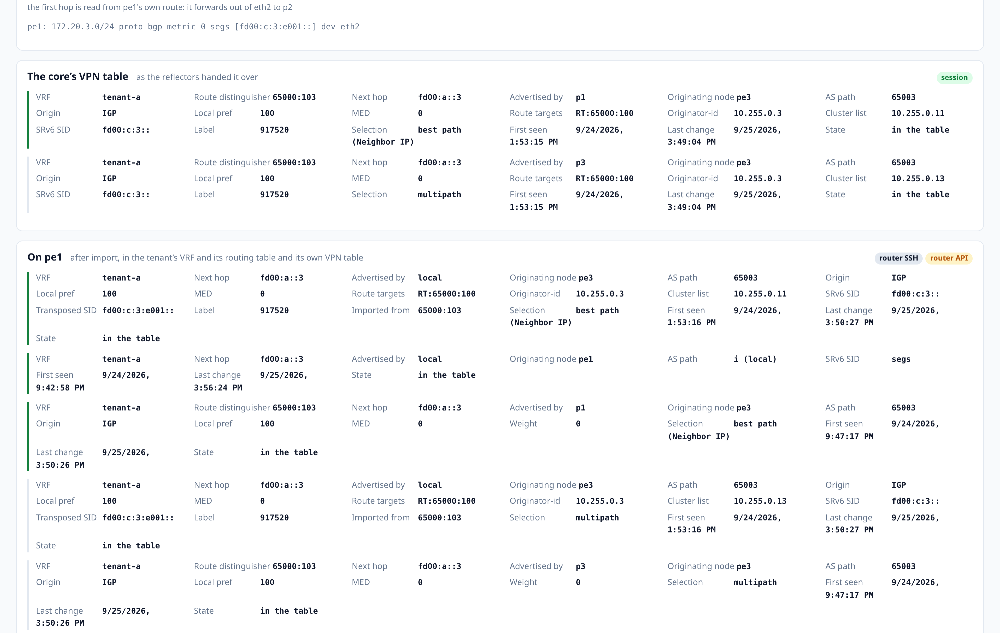 the first hop is read from pe1's own route: it forwards out of eth2 to p2
pe1: 172.20.3.0/24 proto bgp metric 0 segs [fd00:c:3:e001::] dev eth2
The core’s VPN table as the reflectors handed it over session
VRF tenant-a Route distinguisher 65000:103 Next hop fd00:a::3 Advertised by p1 Originating node pe3 AS path 65003
Origin IGP Local pref 100 MED 0 Route targets RT:65000:100 Originator-id 10.255.0.3 Cluster list 10.255.0.11
SRv6 SID fd00:c:3:: Label 917520 Selection best path First seen 9/24/2026, Last change 9/25/2026, State in the table
(Neighbor IP) 1:53:15 PM 3:49:04 PM
VRF tenant-a Route distinguisher 65000:103 Next hop fd00:a::3 Advertised by p3 Originating node pe3 AS path 65003
Origin IGP Local pref 100 MED 0 Route targets RT:65000:100 Originator-id 10.255.0.3 Cluster list 10.255.0.13
SRv6 SID fd00:c:3:: Label 917520 Selection multipath First seen 9/24/2026, Last change 9/25/2026, State in the table
1:53:15 PM 3:49:04 PM
On pe1 after import, in the tenant’s VRF and its routing table and its own VPN table router SSH router API
VRF tenant-a Next hop fd00:a::3 Advertised by local Originating node pe3 AS path 65003 Origin IGP
Local pref 100 MED 0 Route targets RT:65000:100 Originator-id 10.255.0.3 Cluster list 10.255.0.11 SRv6 SID fd00:c:3::
Transposed SID fd00:c:3:e001:: Label 917520 Imported from 65000:103 Selection best path First seen 9/24/2026, Last change 9/25/2026,
(Neighbor IP) 1:53:16 PM 3:50:27 PM
State in the table
VRF tenant-a Next hop fd00:a::3 Advertised by local Originating node pe1 AS path i (local) SRv6 SID segs
First seen 9/24/2026, Last change 9/25/2026, State in the table
9:42:58 PM 3:56:24 PM
VRF tenant-a Route distinguisher 65000:103 Next hop fd00:a::3 Advertised by p1 Originating node pe3 AS path 65003
Origin IGP Local pref 100 MED 0 Weight 0 Selection best path First seen 9/24/2026,
(Neighbor IP) 9:47:17 PM
Last change 9/25/2026, State in the table
3:50:26 PM
VRF tenant-a Next hop fd00:a::3 Advertised by local Originating node pe3 AS path 65003 Origin IGP
Local pref 100 MED 0 Route targets RT:65000:100 Originator-id 10.255.0.3 Cluster list 10.255.0.13 SRv6 SID fd00:c:3::
Transposed SID fd00:c:3:e001:: Label 917520 Imported from 65000:103 Selection multipath First seen 9/24/2026, Last change 9/25/2026,
1:53:16 PM 3:50:27 PM
State in the table
VRF tenant-a Route distinguisher 65000:103 Next hop fd00:a::3 Advertised by p3 Originating node pe3 AS path 65003
Origin IGP Local pref 100 MED 0 Weight 0 Selection multipath First seen 9/24/2026,
9:47:17 PM
Last change 9/25/2026, State in the table
3:50:26 PM